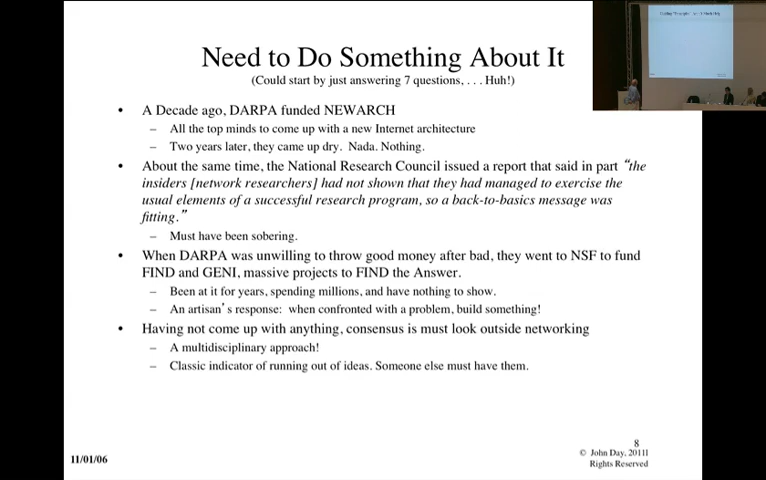 Need to Do Something About It
(Could start by just answering 7 questions, . . . Huh!)
• A Decade ago, DARPA funded NEWARCH
– All the top minds to come up with a new Internet architecture
– Two years later, they came up dry. Nada. Nothing.
• About the same time, the National Research Council issued a report that said in part “the
insiders [network researchers] had not shown that they had managed to exercise the
usual elements of a successful research program, so a back-to-basics message was
fitting.”
– Must have been sobering.
• When DARPA was unwilling to throw good money after bad, they went to NSF to fund
FIND and GENI, massive projects to FIND the Answer.
– Been at it for years, spending millions, and have nothing to show.
– An artisan’s response: when confronted with a problem, build something!
• Having not come up with anything, consensus is must look outside networking
– A multidisciplinary approach!
– Classic indicator of running out of ideas. Someone else must have them.
11/01/06
8
© John Day, 2011l
Rights Reserved